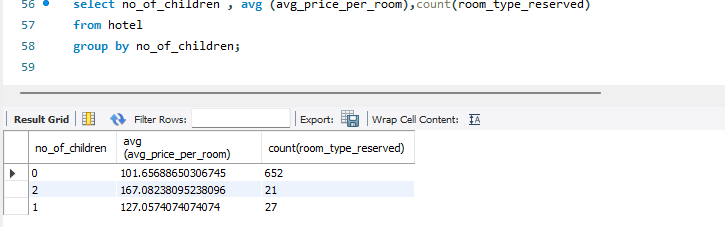 56 select no_of_children , avg (avg_price_per_room),count(room_type_reserved)
57 from hotel
58 group by no_of_children;
59
Result Grid Filter Rows: Export: Wrap Cell Content: IA
no_of_children avg (avg_price_per_room) count(room_type_reserved)
0 101.65688650306745 652
2 167.08238095238096 21
1 127.0574074074074 27